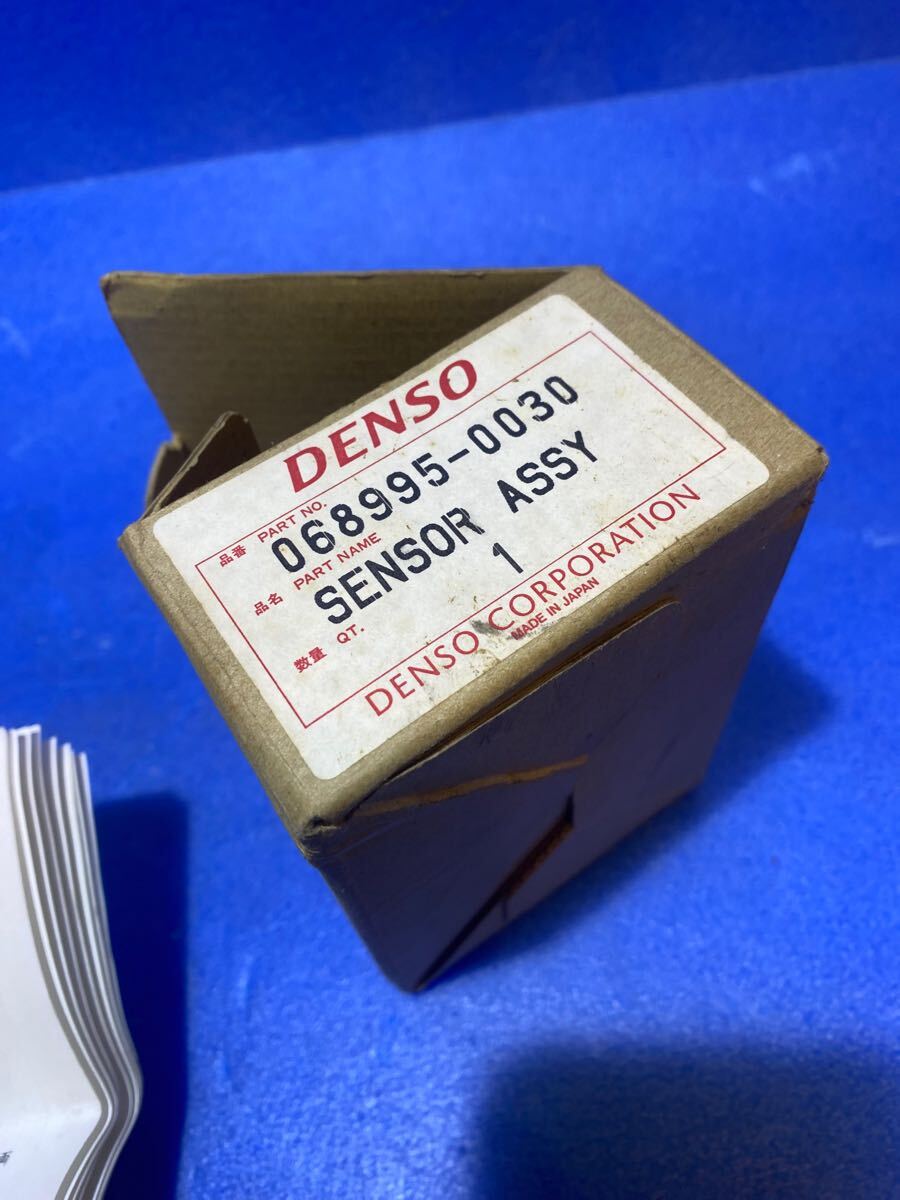 DENSO
品番 PART NO.
068995-0030
品名 PART NAME
SENSOR ASSY
数量 QT.
1
DENSO CORPORATION
MADE IN JAPAN